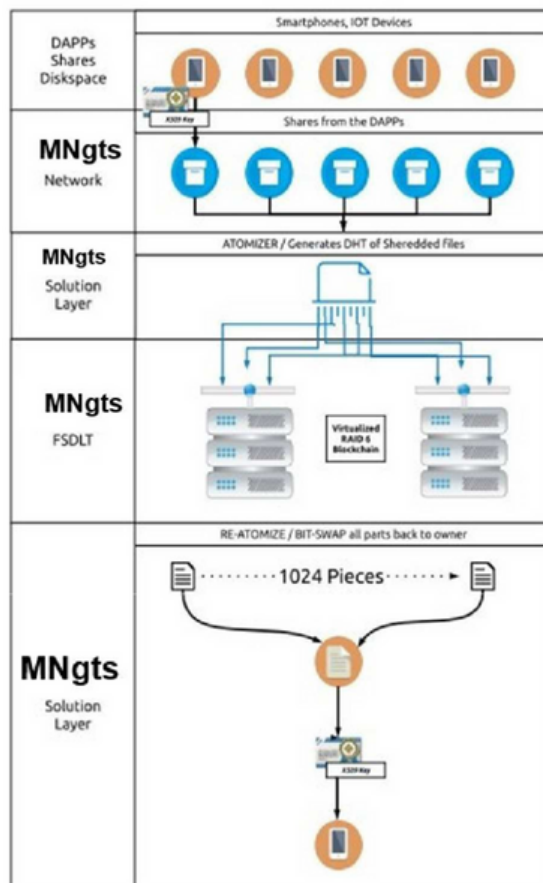 DAPPs
Shares
Diskspace
Smartphones, IOT Devices
X509 Key
MNgts
Network
Shares from the DAPPs
MNgts
Solution
Layer
ATOMIZER / Generates DHT of Sheredded files
MNgts
FSDLT
Virtualized
RAID 6
Blockchain
RE-ATOMIZE / BIT-SWAP all parts back to owner
1024 Pieces
MNgts
Solution
Layer
X509 Key